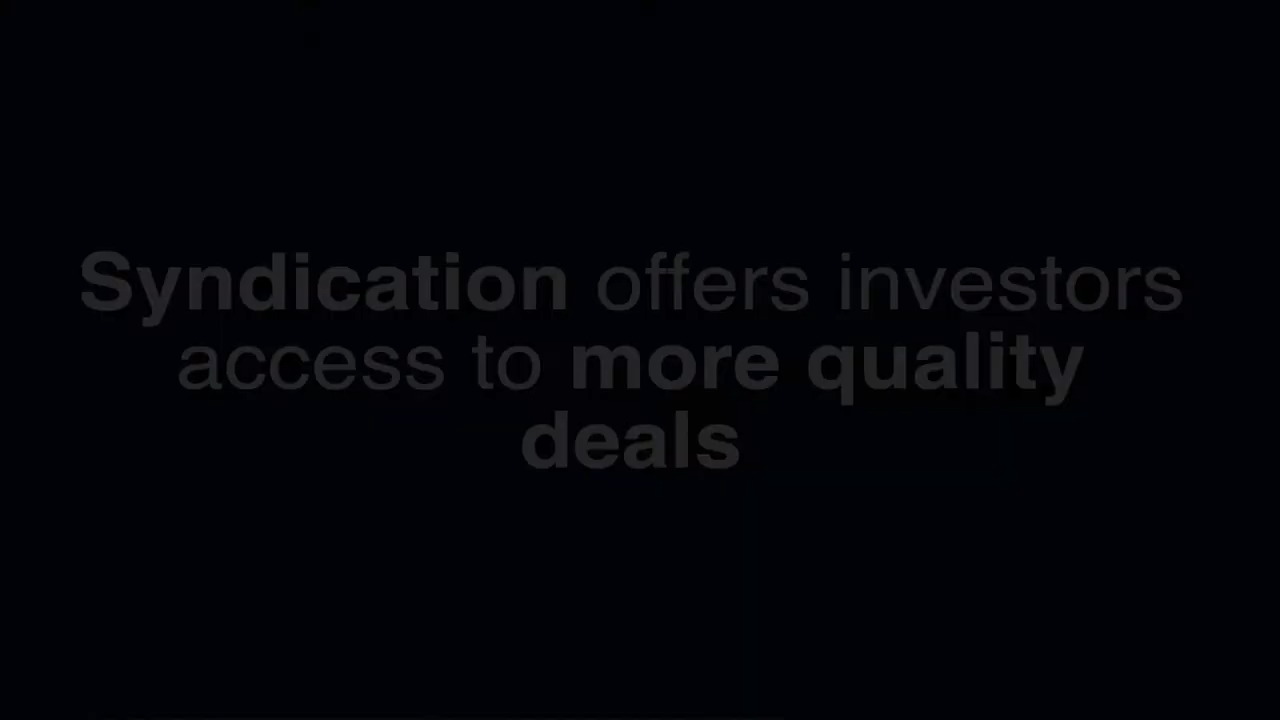 Syndication offers investors
access to more quality
deals